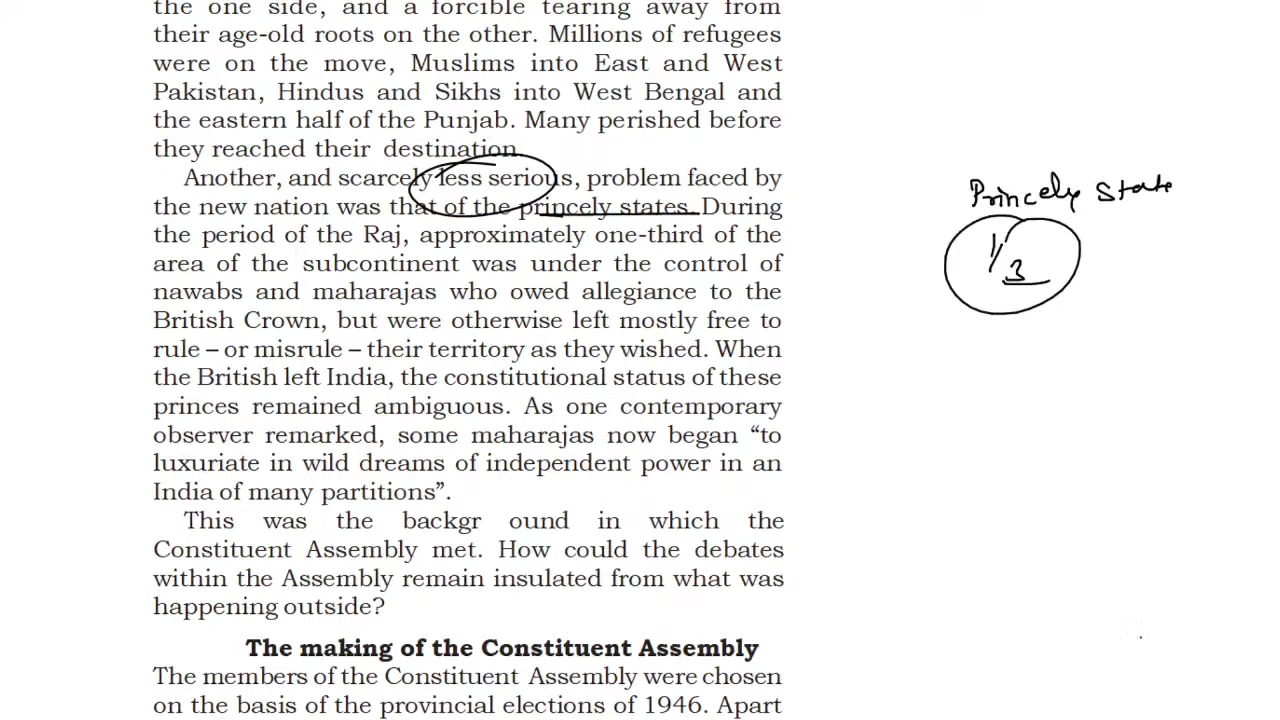 the one side, and a forcible tearing away from
their age-old roots on the other. Millions of refugees
were on the move, Muslims into East and West
Pakistan, Hindus and Sikhs into West Bengal and
the eastern half of the Punjab. Many perished before
they reached their destination.
Another, and scarcely less serious, problem faced by
the new nation was that of the princely states. During
the period of the Raj, approximately one-third of the
area of the subcontinent was under the control of
nawabs and maharajas who owed allegiance to the
British Crown, but were otherwise left mostly free to
rule – or misrule – their territory as they wished. When
the British left India, the constitutional status of these
princes remained ambiguous. As one contemporary
observer remarked, some maharajas now began “to
luxuriate in wild dreams of independent power in an
India of many partitions”.
This was the backgr ound in which the
Constituent Assembly met. How could the debates
within the Assembly remain insulated from what was
happening outside?
The making of the Constituent Assembly
The members of the Constituent Assembly were chosen
on the basis of the provincial elections of 1946. Apart
Princely State
1/3